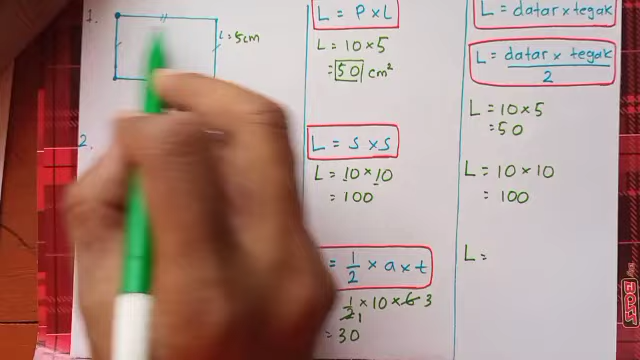 1.
l = 5cm
2.
L = P x L
L = 10 x 5
= 50 cm²
L = S x S
L = 10 x 10
= 100
= 1/2 x a x t
1/2 1 x 10 x 6 3
= 30
L = datar x tegak
L = datar x tegak / 2
L = 10 x 5
= 50
L = 10 x 10
= 100
L =
BOSS